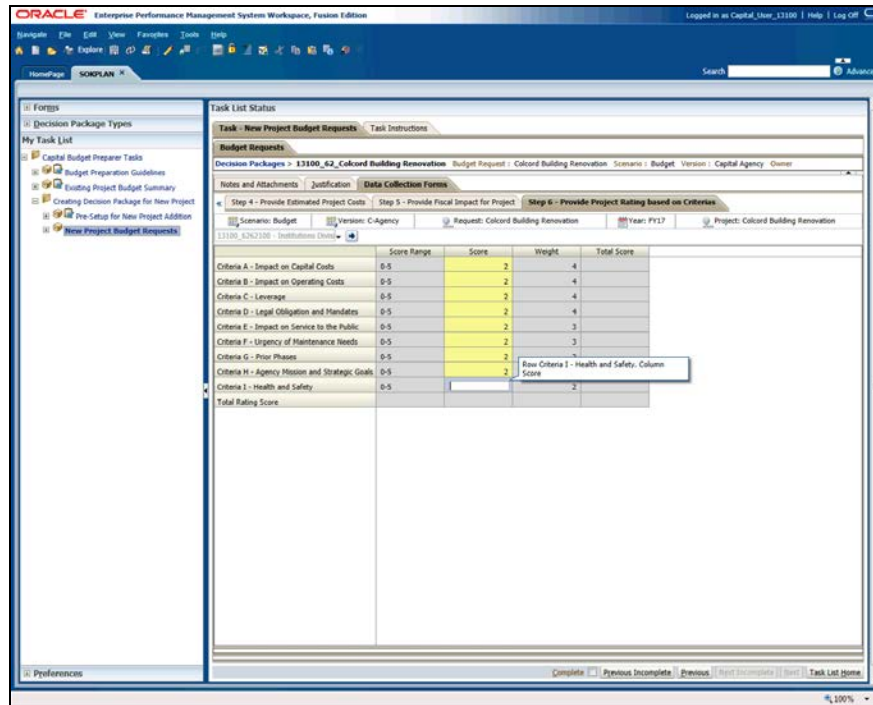 ORACLE Enterprise Performance Management System Workspace, Fusion Edition Logged in as Capital_User_13100 | Help | Log Off
Navigate File Edit View Favorites Tools Help
Explore
HomePage SOKPLAN × Search Advanc
Forms
Decision Package Types
My Task List
Capital Budget Preparer Tasks
Budget Preparation Guidelines
Existing Project Budget Summary
Creating Decision Package for New Project
Pre-Setup for New Project Addition
New Project Budget Requests
Preferences
Task List Status
Task - New Project Budget Requests Task Instructions
Budget Requests
Decision Packages > 13100_62_Colcord Building Renovation Budget Request : Colcord Building Renovation Scenario : Budget Version : Capital Agency Owner
Notes and Attachments Justification Data Collection Forms
« Step 4 - Provide Estimated Project Costs Step 5 - Provide Fiscal Impact for Project Step 6 - Provide Project Rating based on Criterias
Scenario: Budget Version: C-Agency Request: Colcord Building Renovation Year: FY17 Project: Colcord Building Renovation
13100_6262100 - Institutions
Score Range Score Weight Total Score
Criteria A - Impact on Capital Costs 0-5 2 4
Criteria B - Impact on Operating Costs 0-5 2 4
Criteria C - Leverage 0-5 2 4
Criteria D - Legal Obligation and Mandates 0-5 2 4
Criteria E - Impact on Service to the Public 0-5 2 3
Criteria F - Urgency of Maintenance Needs 0-5 2 3
Criteria G - Prior Phases 0-5 2
Criteria H - Agency Mission and Strategic Goals 0-5 2
Row Criteria I - Health and Safety. Column
Score
Criteria I - Health and Safety 0-5 2
Total Rating Score
Complete Previous Incomplete Previous Next Incomplete Next Task List Home
100%